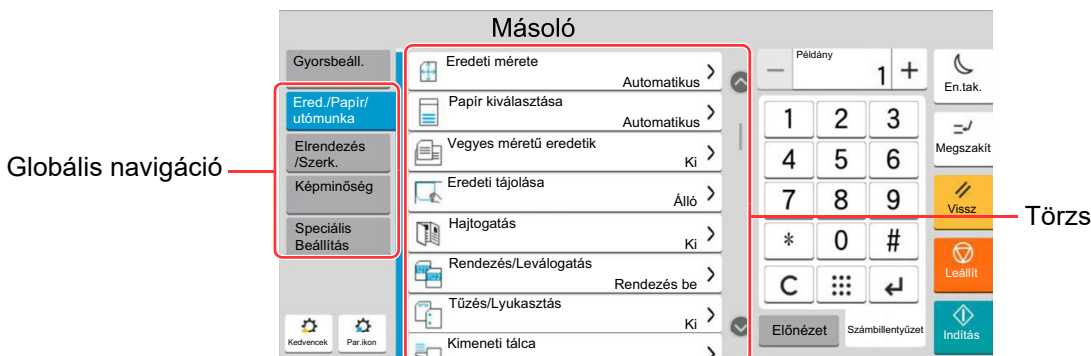 Másoló
Globális navigáció
Gyorsbeáll.
Ered./Papír/
utómunka
Elrendezés
/Szerk.
Képminőség
Speciális
Beállítás
Kedvencek
Par.ikon
Eredeti mérete
Automatikus
Papír kiválasztása
Automatikus
Vegyes méretű eredetik
Ki
Eredeti tájolása
Álló
Hajtogatás
Ki
Rendezés/Leválogatás
Rendezés be
Tűzés/Lyukasztás
Ki
Kimeneti tálca
Példány
1
1 2 3
4 5 6
7 8 9
* 0 #
C
Előnézet
Számbillentyűzet
En.tak.
Megszakít
Vissz
Leállít
Indítás
Törzs